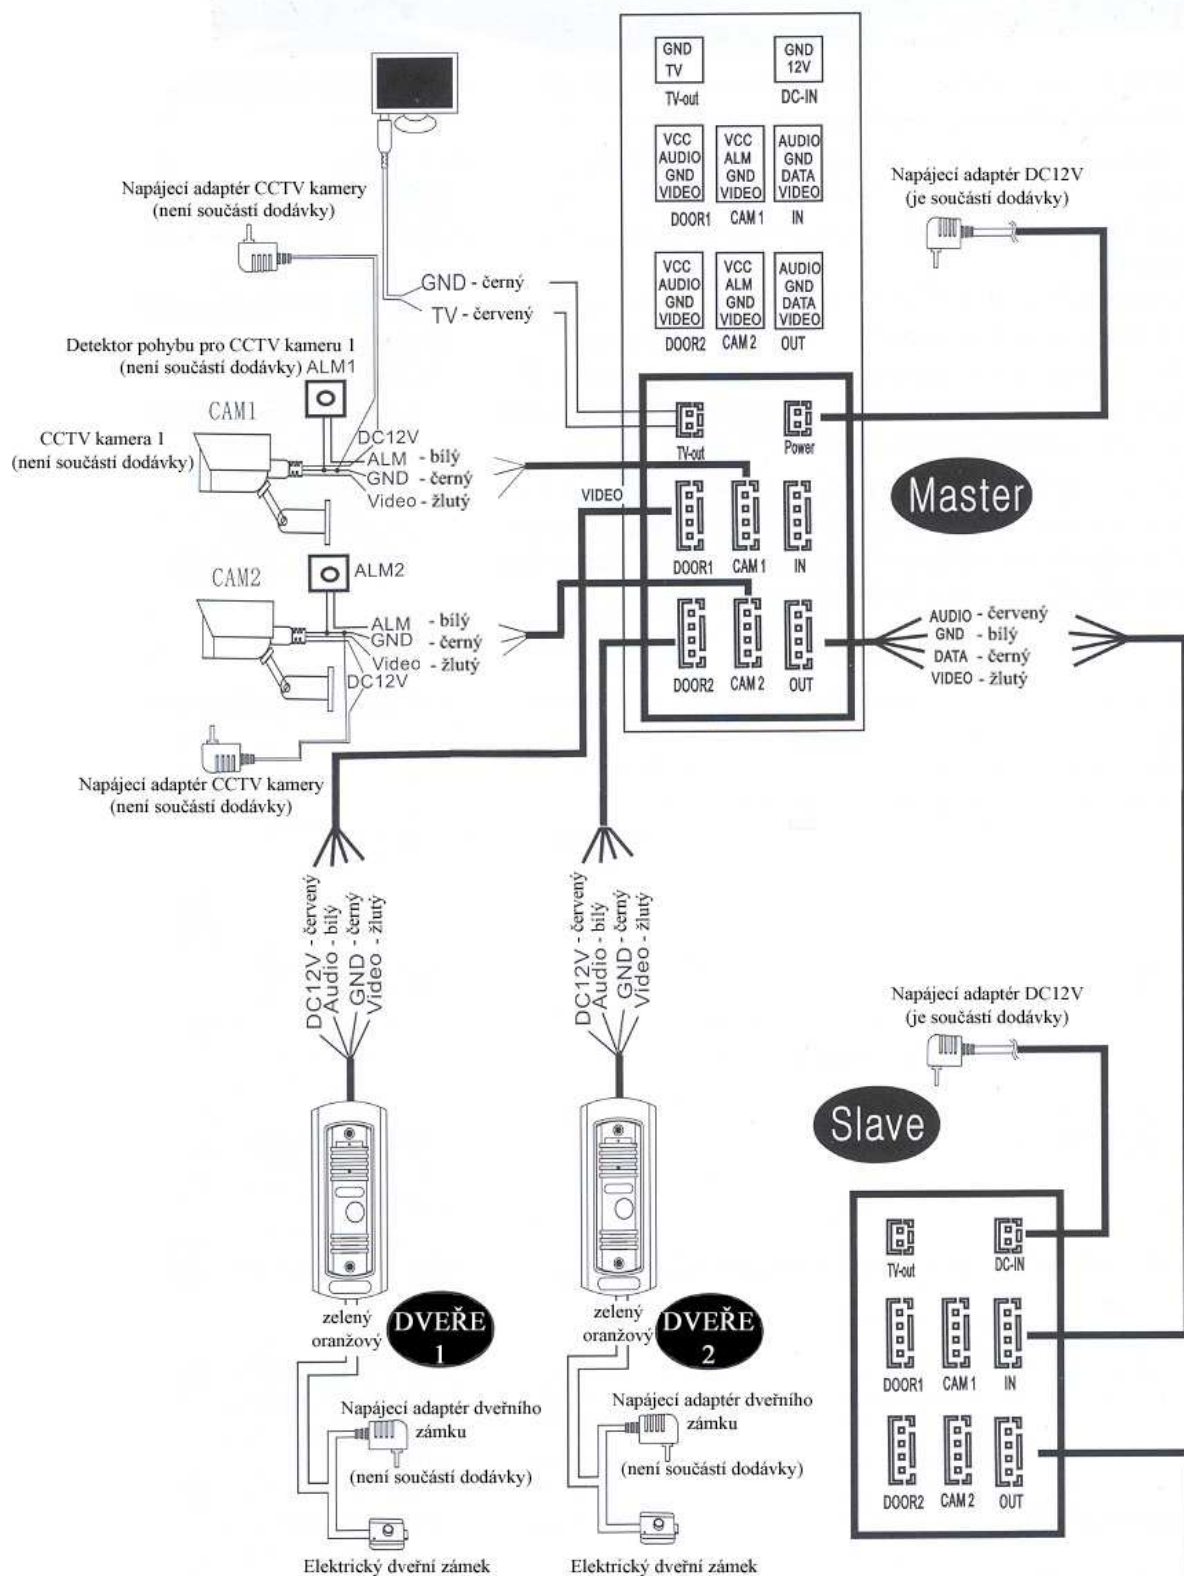 GND
TV
TV-out
GND
12V
DC-IN
VCC
AUDIO
GND
VIDEO
DOOR1
VCC
ALM
GND
VIDEO
CAM 1
AUDIO
GND
DATA
VIDEO
IN
VCC
AUDIO
GND
VIDEO
DOOR2
VCC
ALM
GND
VIDEO
CAM 2
AUDIO
GND
DATA
VIDEO
OUT
Napájecí adaptér CCTV kamery
(není součástí dodávky)
Napájecí adaptér DC12V
(je součástí dodávky)
GND - černý
TV - červený
Detektor pohybu pro CCTV kameru 1
(není součástí dodávky)
ALM1
CAM1
CCTV kamera 1
(není součástí dodávky)
DC12V
ALM - bílý
GND - černý
Video - žlutý
TV-out
Power
Master
VIDEO
DOOR1
CAM 1
IN
CAM2
ALM2
ALM - bílý
GND - černý
Video - žlutý
DC12V
DOOR2
CAM 2
OUT
AUDIO - červený
GND - bílý
DATA - černý
VIDEO - žlutý
Napájecí adaptér CCTV kamery
(není součástí dodávky)
DC12V - červený
Audio - bílý
GND - černý
Video - žlutý
DC12V - červený
Audio - bílý
GND - černý
Video - žlutý
Napájecí adaptér DC12V
(je součástí dodávky)
Slave
TV-out
DC-IN
DOOR1
CAM 1
IN
DOOR2
CAM 2
OUT
zelený
oranžový
DVEŘE
1
zelený
oranžový
DVEŘE
2
Napájecí adaptér dveřního
zámku
(není součástí dodávky)
Napájecí adaptér dveřního
zámku
(není součástí dodávky)
Elektrický dveřní zámek
Elektrický dveřní zámek